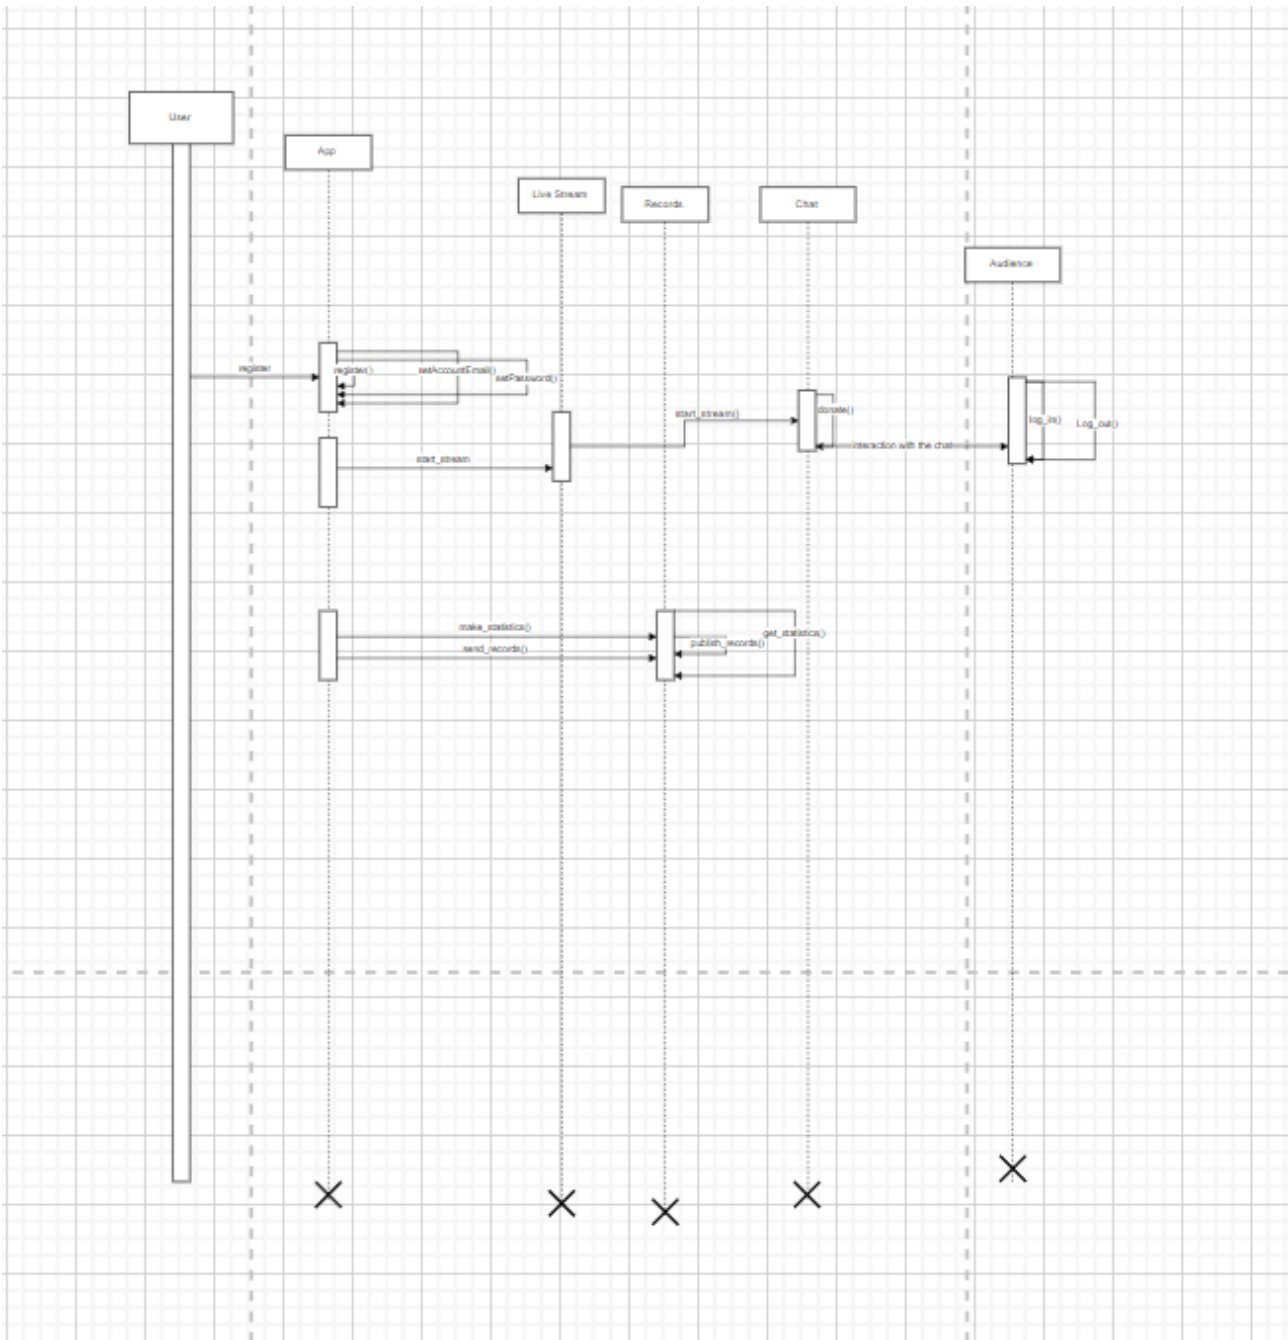 User
App
Live Stream
Records
Chat
Audience
register
register()
setAccountEmail()
setPassword()
start_stream()
donate()
log_in()
Log_out()
interaction with the chat
start_stream
make_statistics()
get_statistics()
publish_records()
send_records()